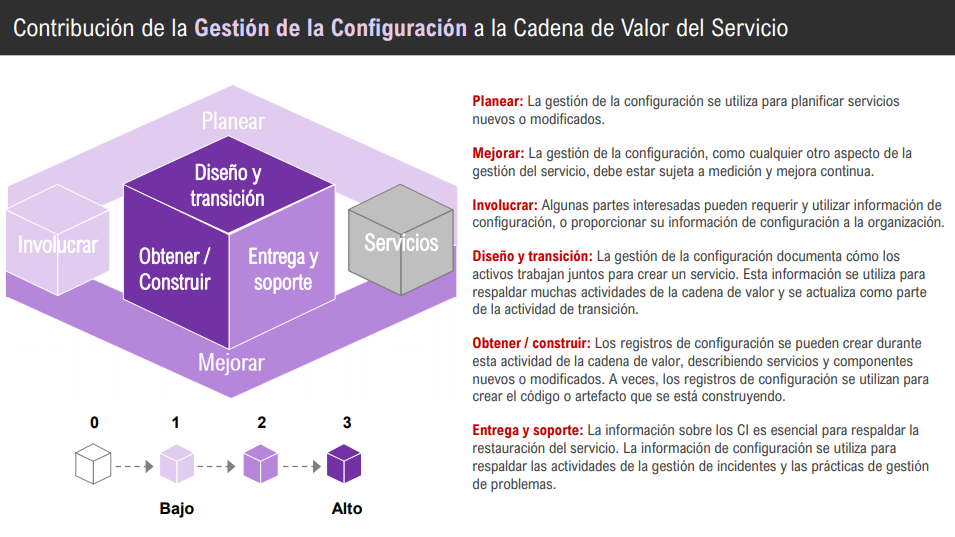 Contribución de la Gestión de la Configuración a la Cadena de Valor del Servicio
Planear
Diseño y
transición
Involucrar
Obtener /
Construir
Entrega y
soporte
Servicios
Mejorar
0 1 2 3
Bajo Alto
Planear: La gestión de la configuración se utiliza para planificar servicios
nuevos o modificados.
Mejorar: La gestión de la configuración, como cualquier otro aspecto de la
gestión del servicio, debe estar sujeta a medición y mejora continua.
Involucrar: Algunas partes interesadas pueden requerir y utilizar información de
configuración, o proporcionar su información de configuración a la organización.
Diseño y transición: La gestión de la configuración documenta cómo los
activos trabajan juntos para crear un servicio. Esta información se utiliza para
respaldar muchas actividades de la cadena de valor y se actualiza como parte
de la actividad de transición.
Obtener / construir: Los registros de configuración se pueden crear durante
esta actividad de la cadena de valor, describiendo servicios y componentes
nuevos o modificados. A veces, los registros de configuración se utilizan para
crear el código o artefacto que se está construyendo.
Entrega y soporte: La información sobre los CI es esencial para respaldar la
restauración del servicio. La información de configuración se utiliza para
respaldar las actividades de la gestión de incidentes y las prácticas de gestión
de problemas.